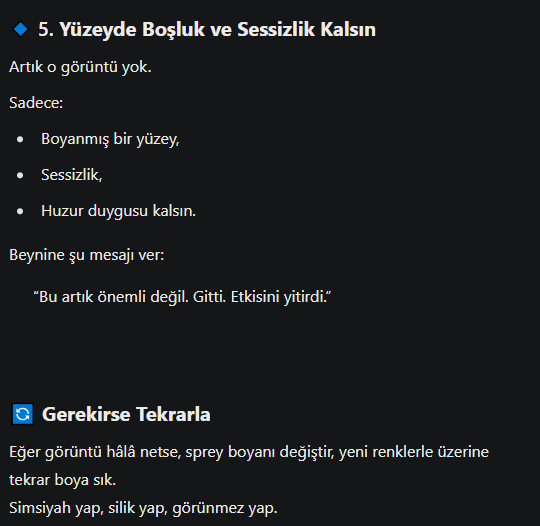 🔷 5. Yüzeyde Boşluk ve Sessizlik Kalsın
Artık o görüntü yok.
Sadece:
• Boyanmış bir yüzey,
• Sessizlik,
• Huzur duygusu kalsın.
Beynine şu mesajı ver:
“Bu artık önemli değil. Gitti. Etkisini yitirdi.”
🔄 Gerekirse Tekrarla
Eğer görüntü hâlâ netse, sprey boyanı değiştir, yeni renklerle üzerine
tekrar boya sık.
Simsiyah yap, silik yap, görünmez yap.